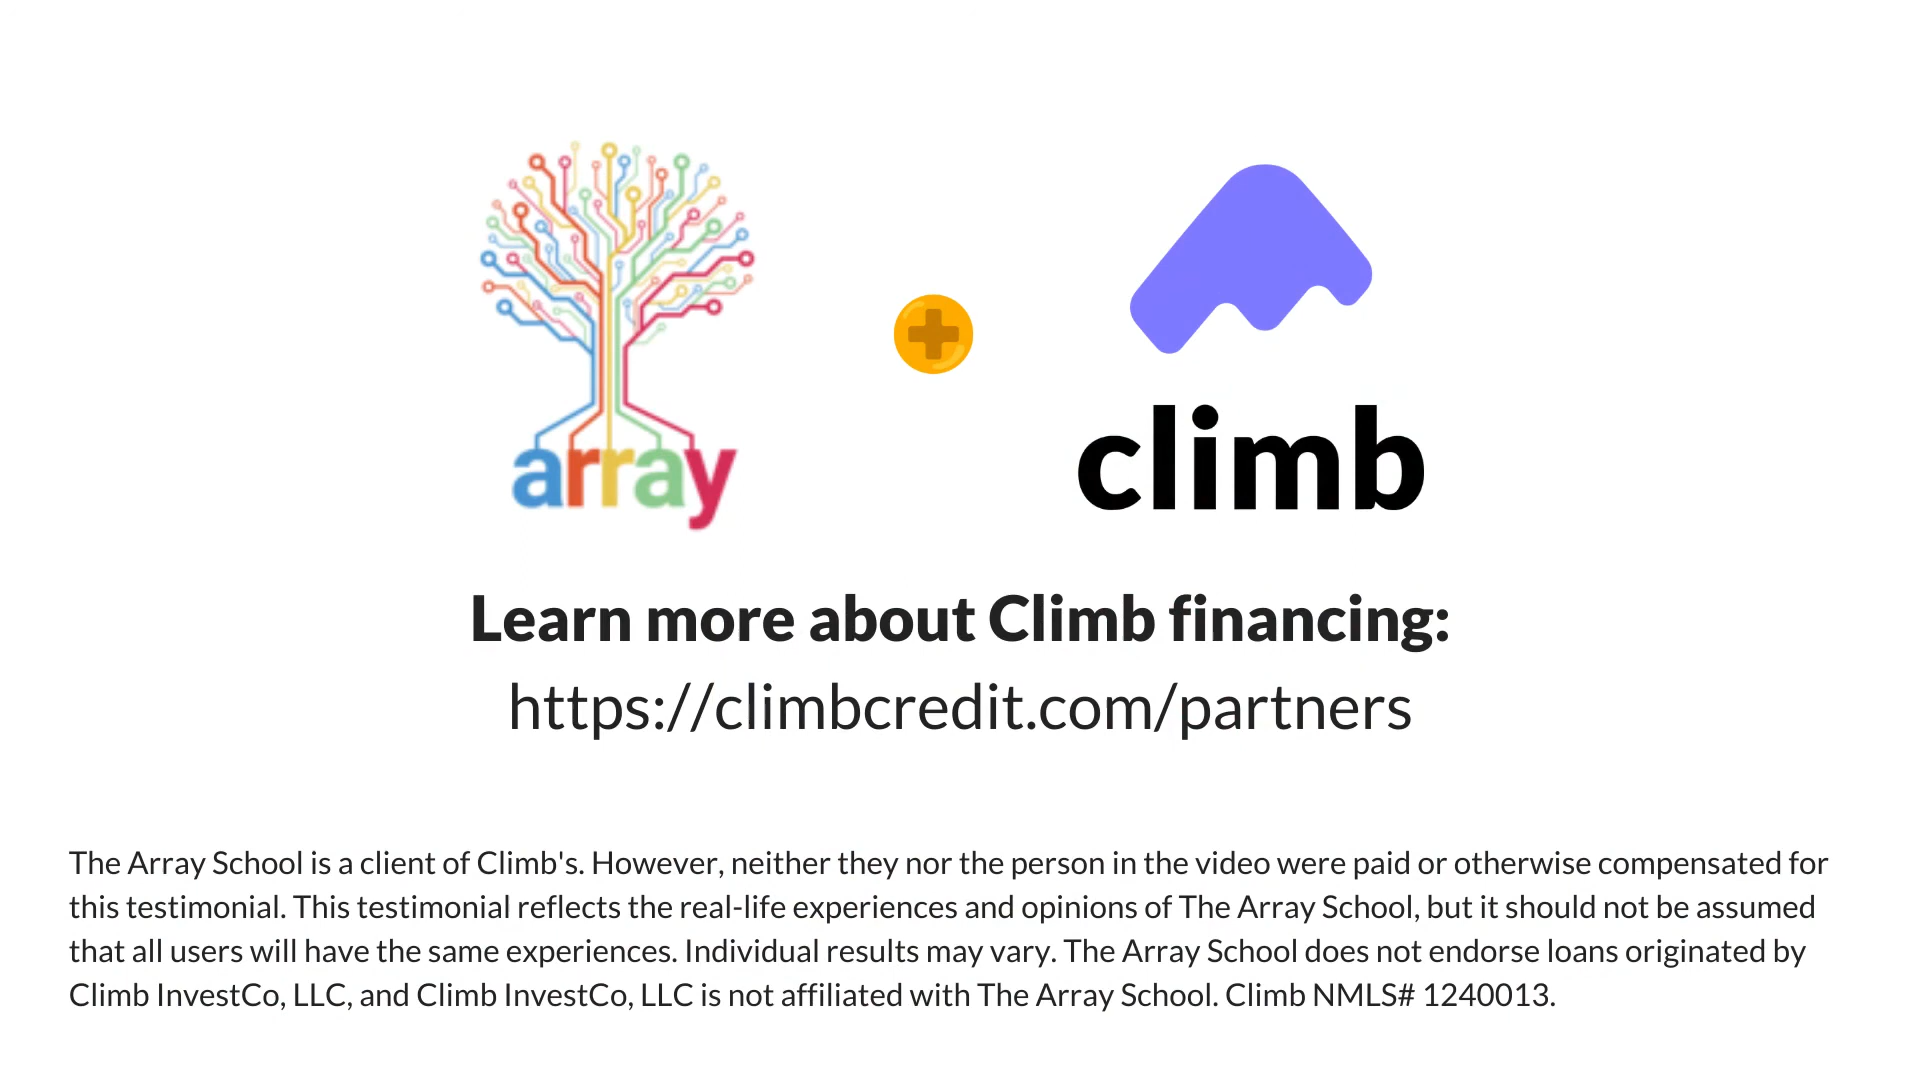 array
climb
Learn more about Climb financing:
https://climbcredit.com/partners
The Array School is a client of Climb's. However, neither they nor the person in the video were paid or otherwise compensated for
this testimonial. This testimonial reflects the real-life experiences and opinions of The Array School, but it should not be assumed
that all users will have the same experiences. Individual results may vary. The Array School does not endorse loans originated by
Climb InvestCo, LLC, and Climb InvestCo, LLC is not affiliated with The Array School. Climb NMLS# 1240013.